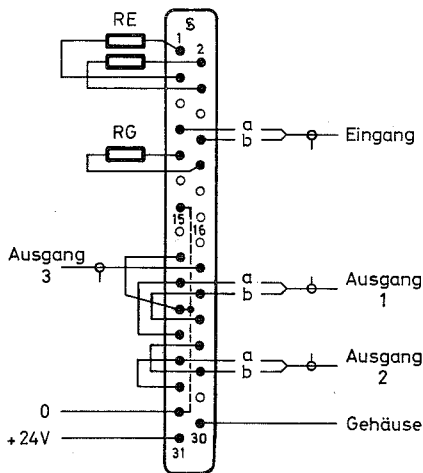 RE
S
1
2
a
b
Eingang
RG
15
16
Ausgang
3
a
b
Ausgang
1
a
b
Ausgang
2
0
Gehäuse
+24V
30
31